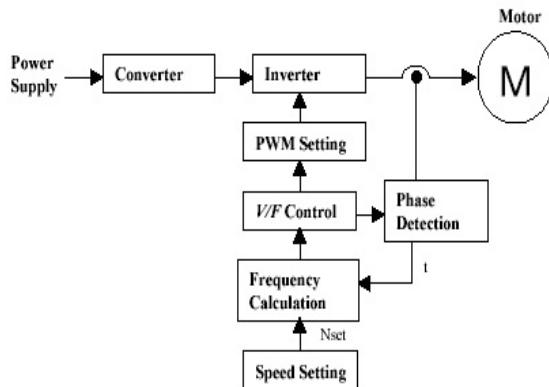 Motor
Power
Supply
Converter
Inverter
M
PWM Setting
V/F Control
Phase
Detection
t
Frequency
Calculation
Nset
Speed Setting